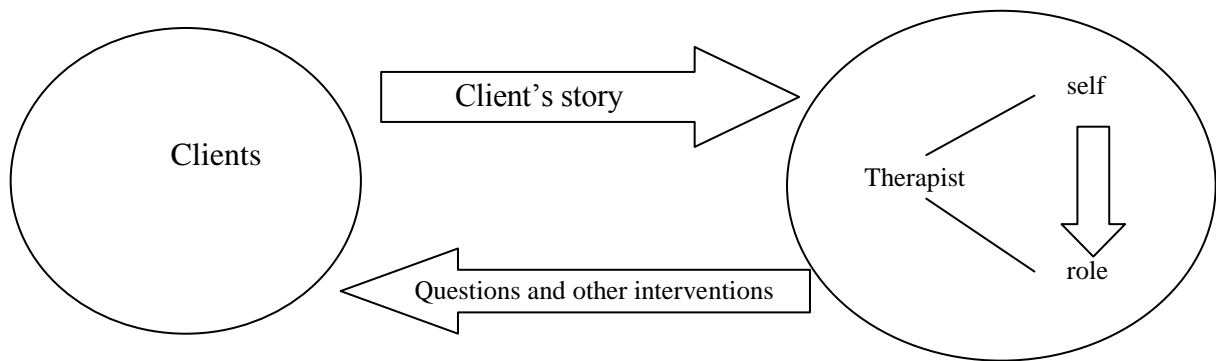 Clients
Client's story
self
Therapist
role
Questions and other interventions